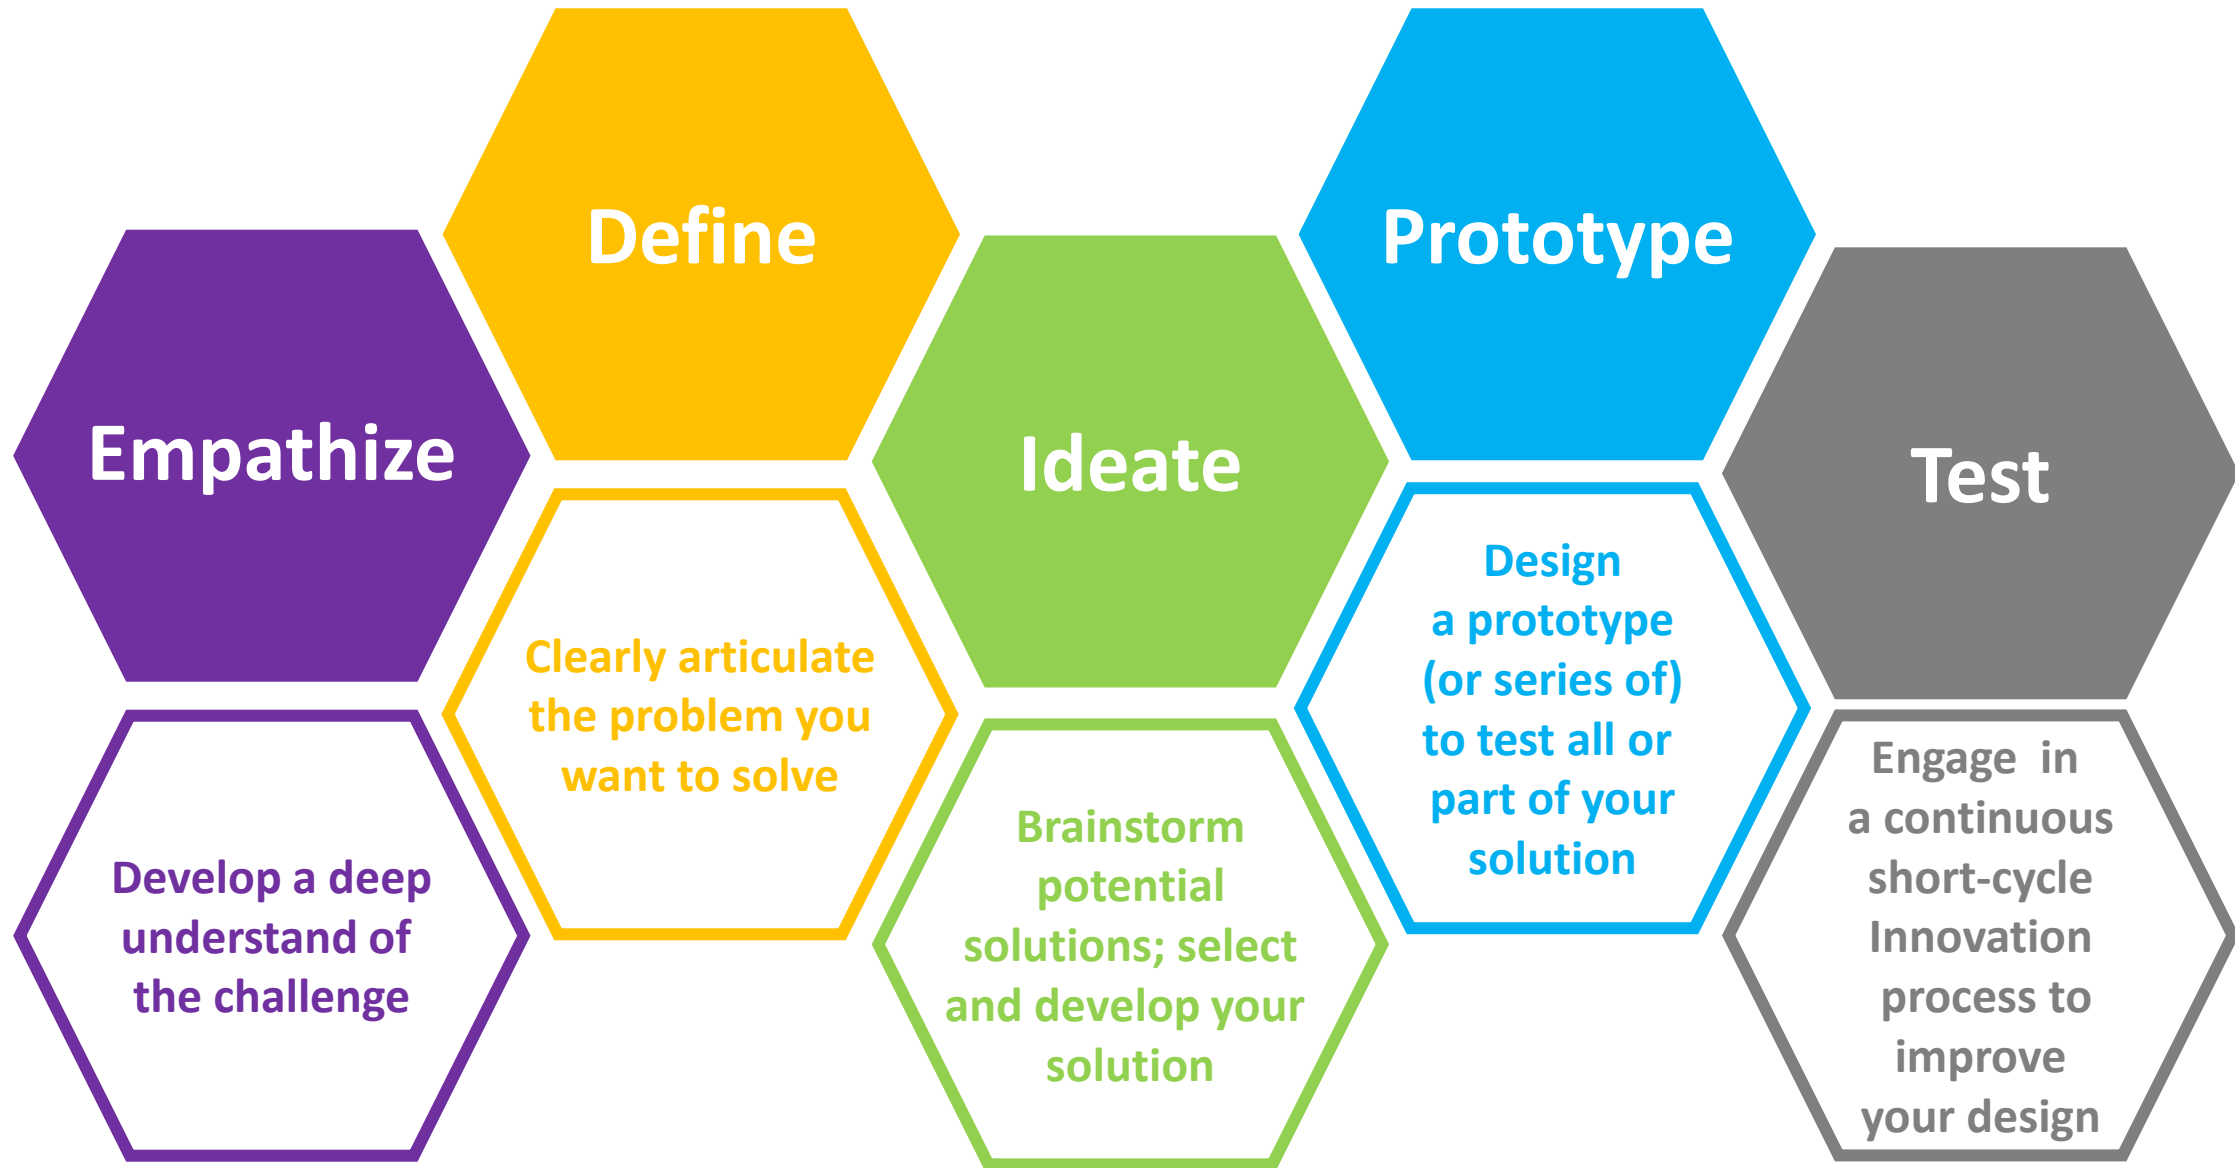 Empathize
Develop a deep
understand of
the challenge
Define
Clearly articulate
the problem you
want to solve
Ideate
Brainstorm
potential
solutions; select
and develop your
solution
Prototype
Design
a prototype
(or series of)
to test all or
part of your
solution
Test
Engage  in
a continuous
short-cycle
Innovation
process to
improve
your design